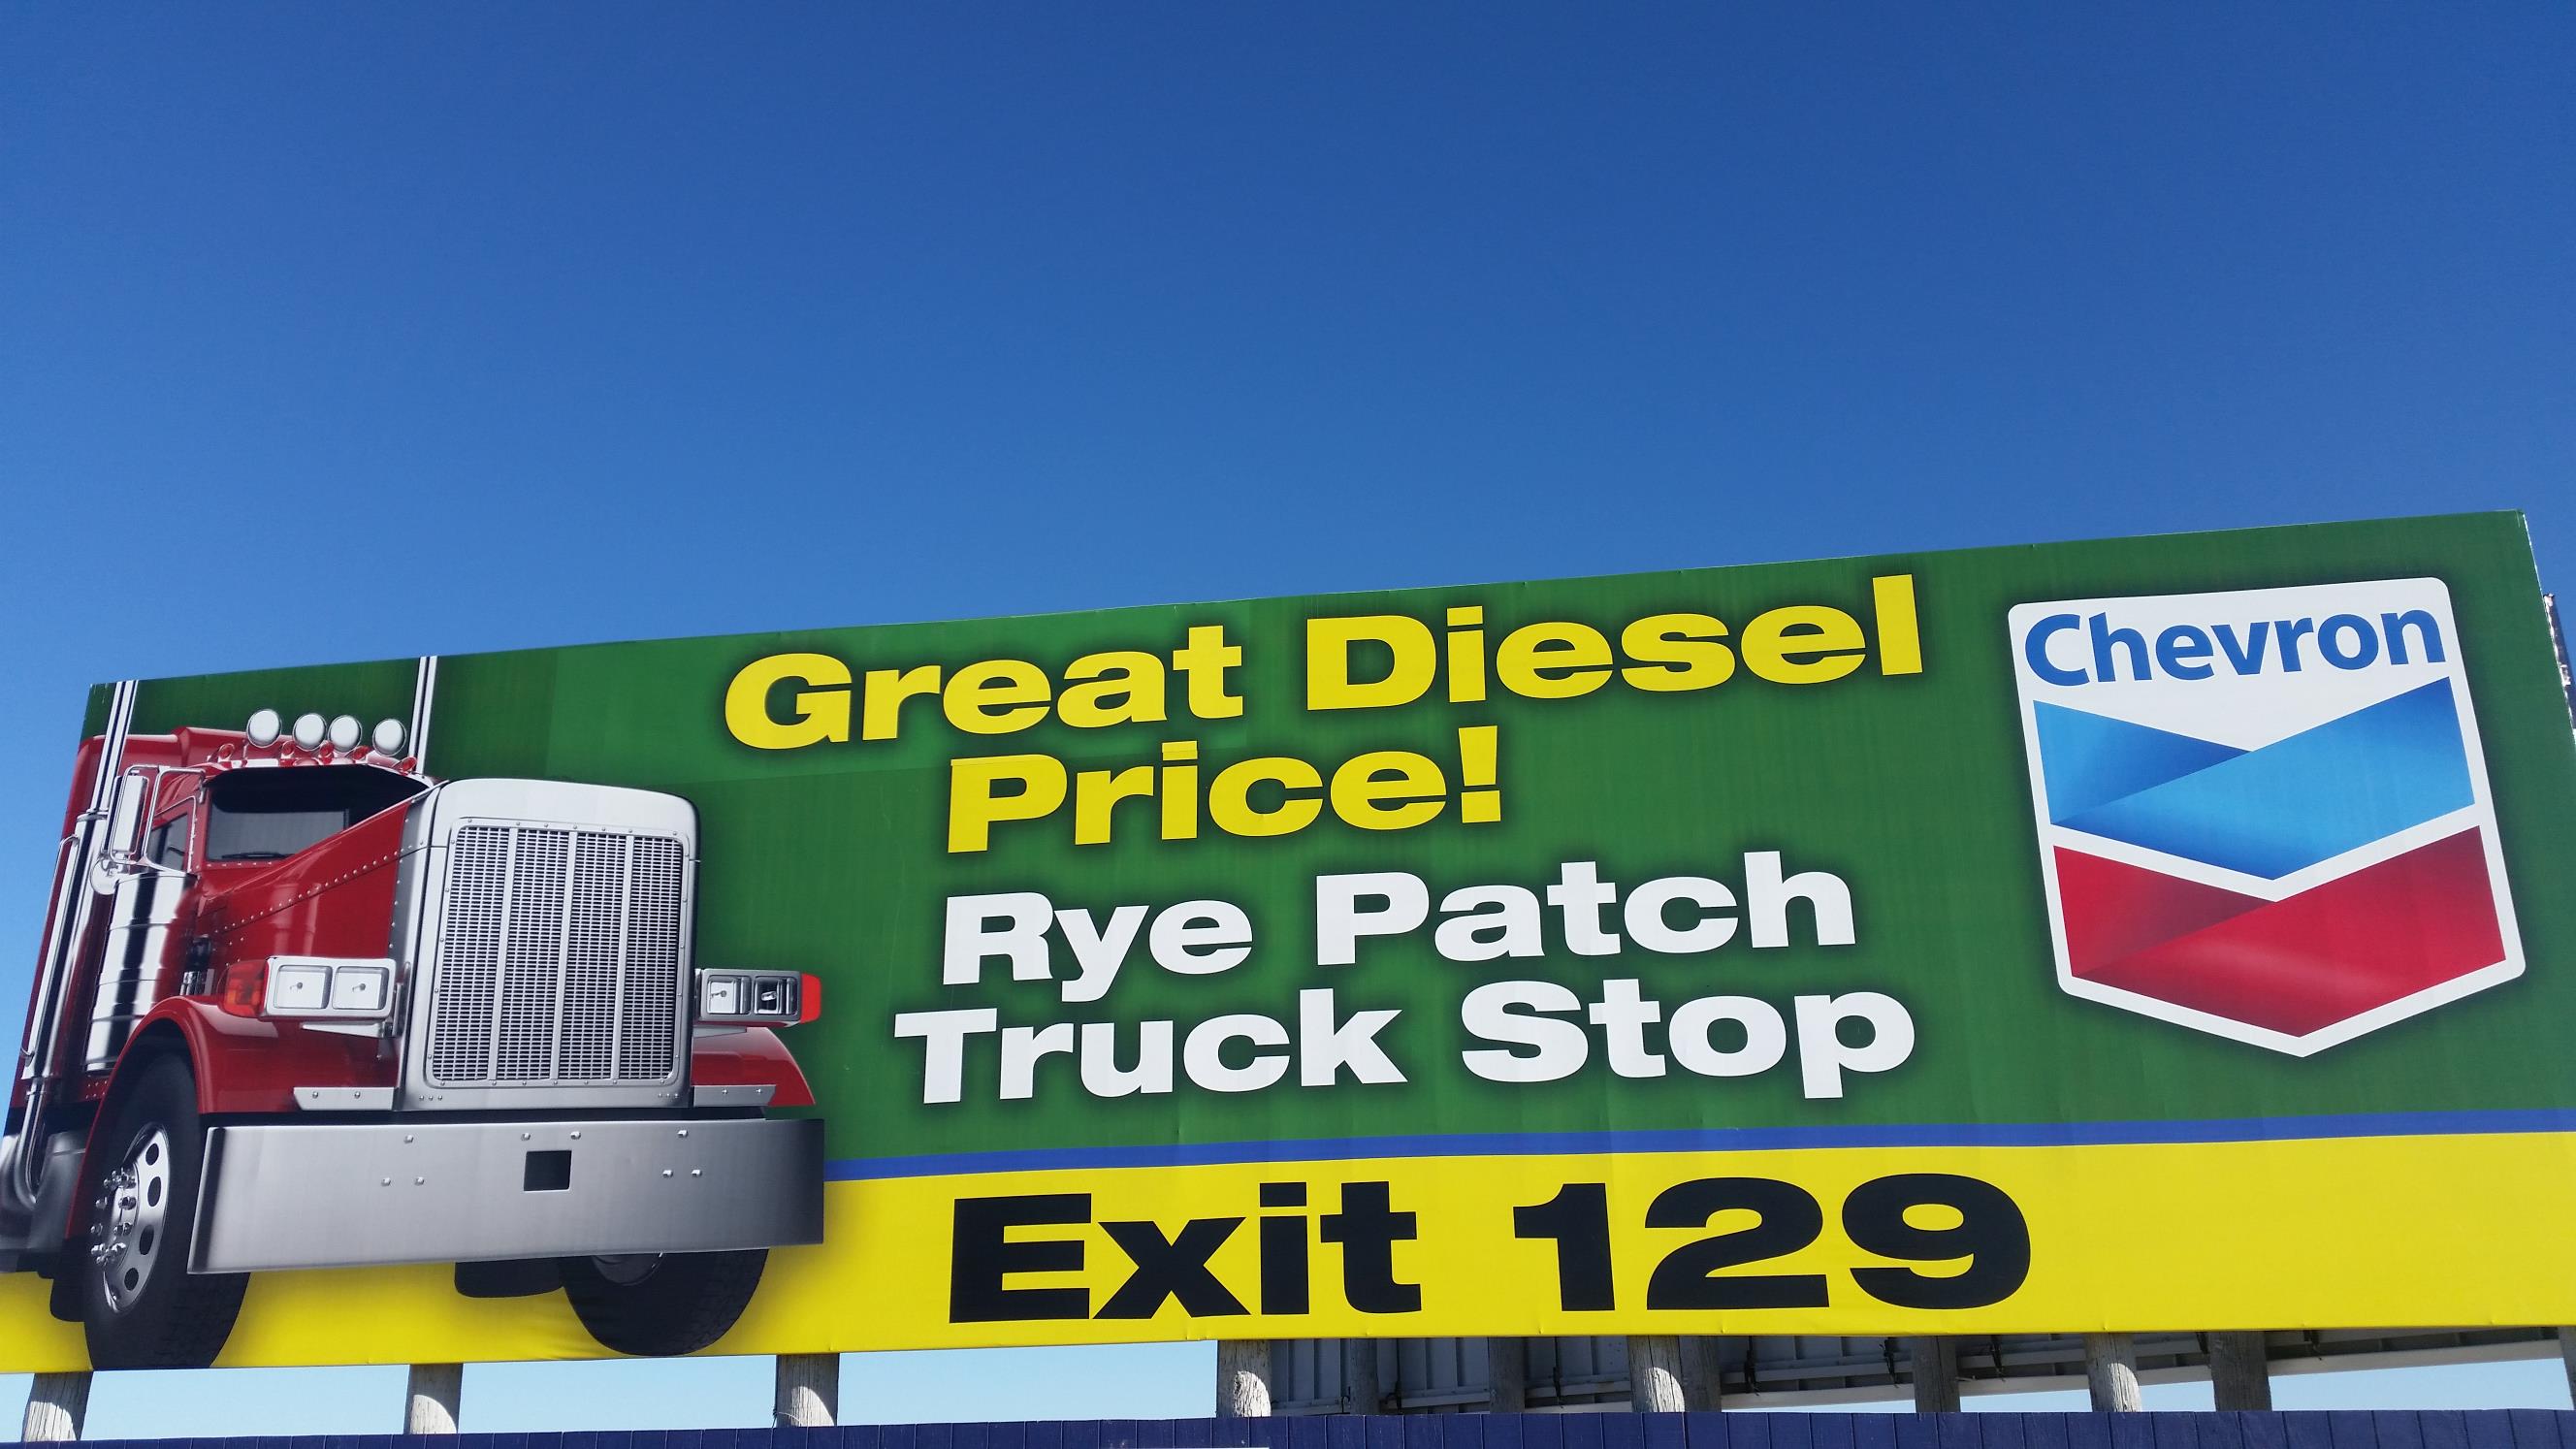 Great Diesel
Price!
Rye Patch
Truck Stop
Chevron
Exit 129